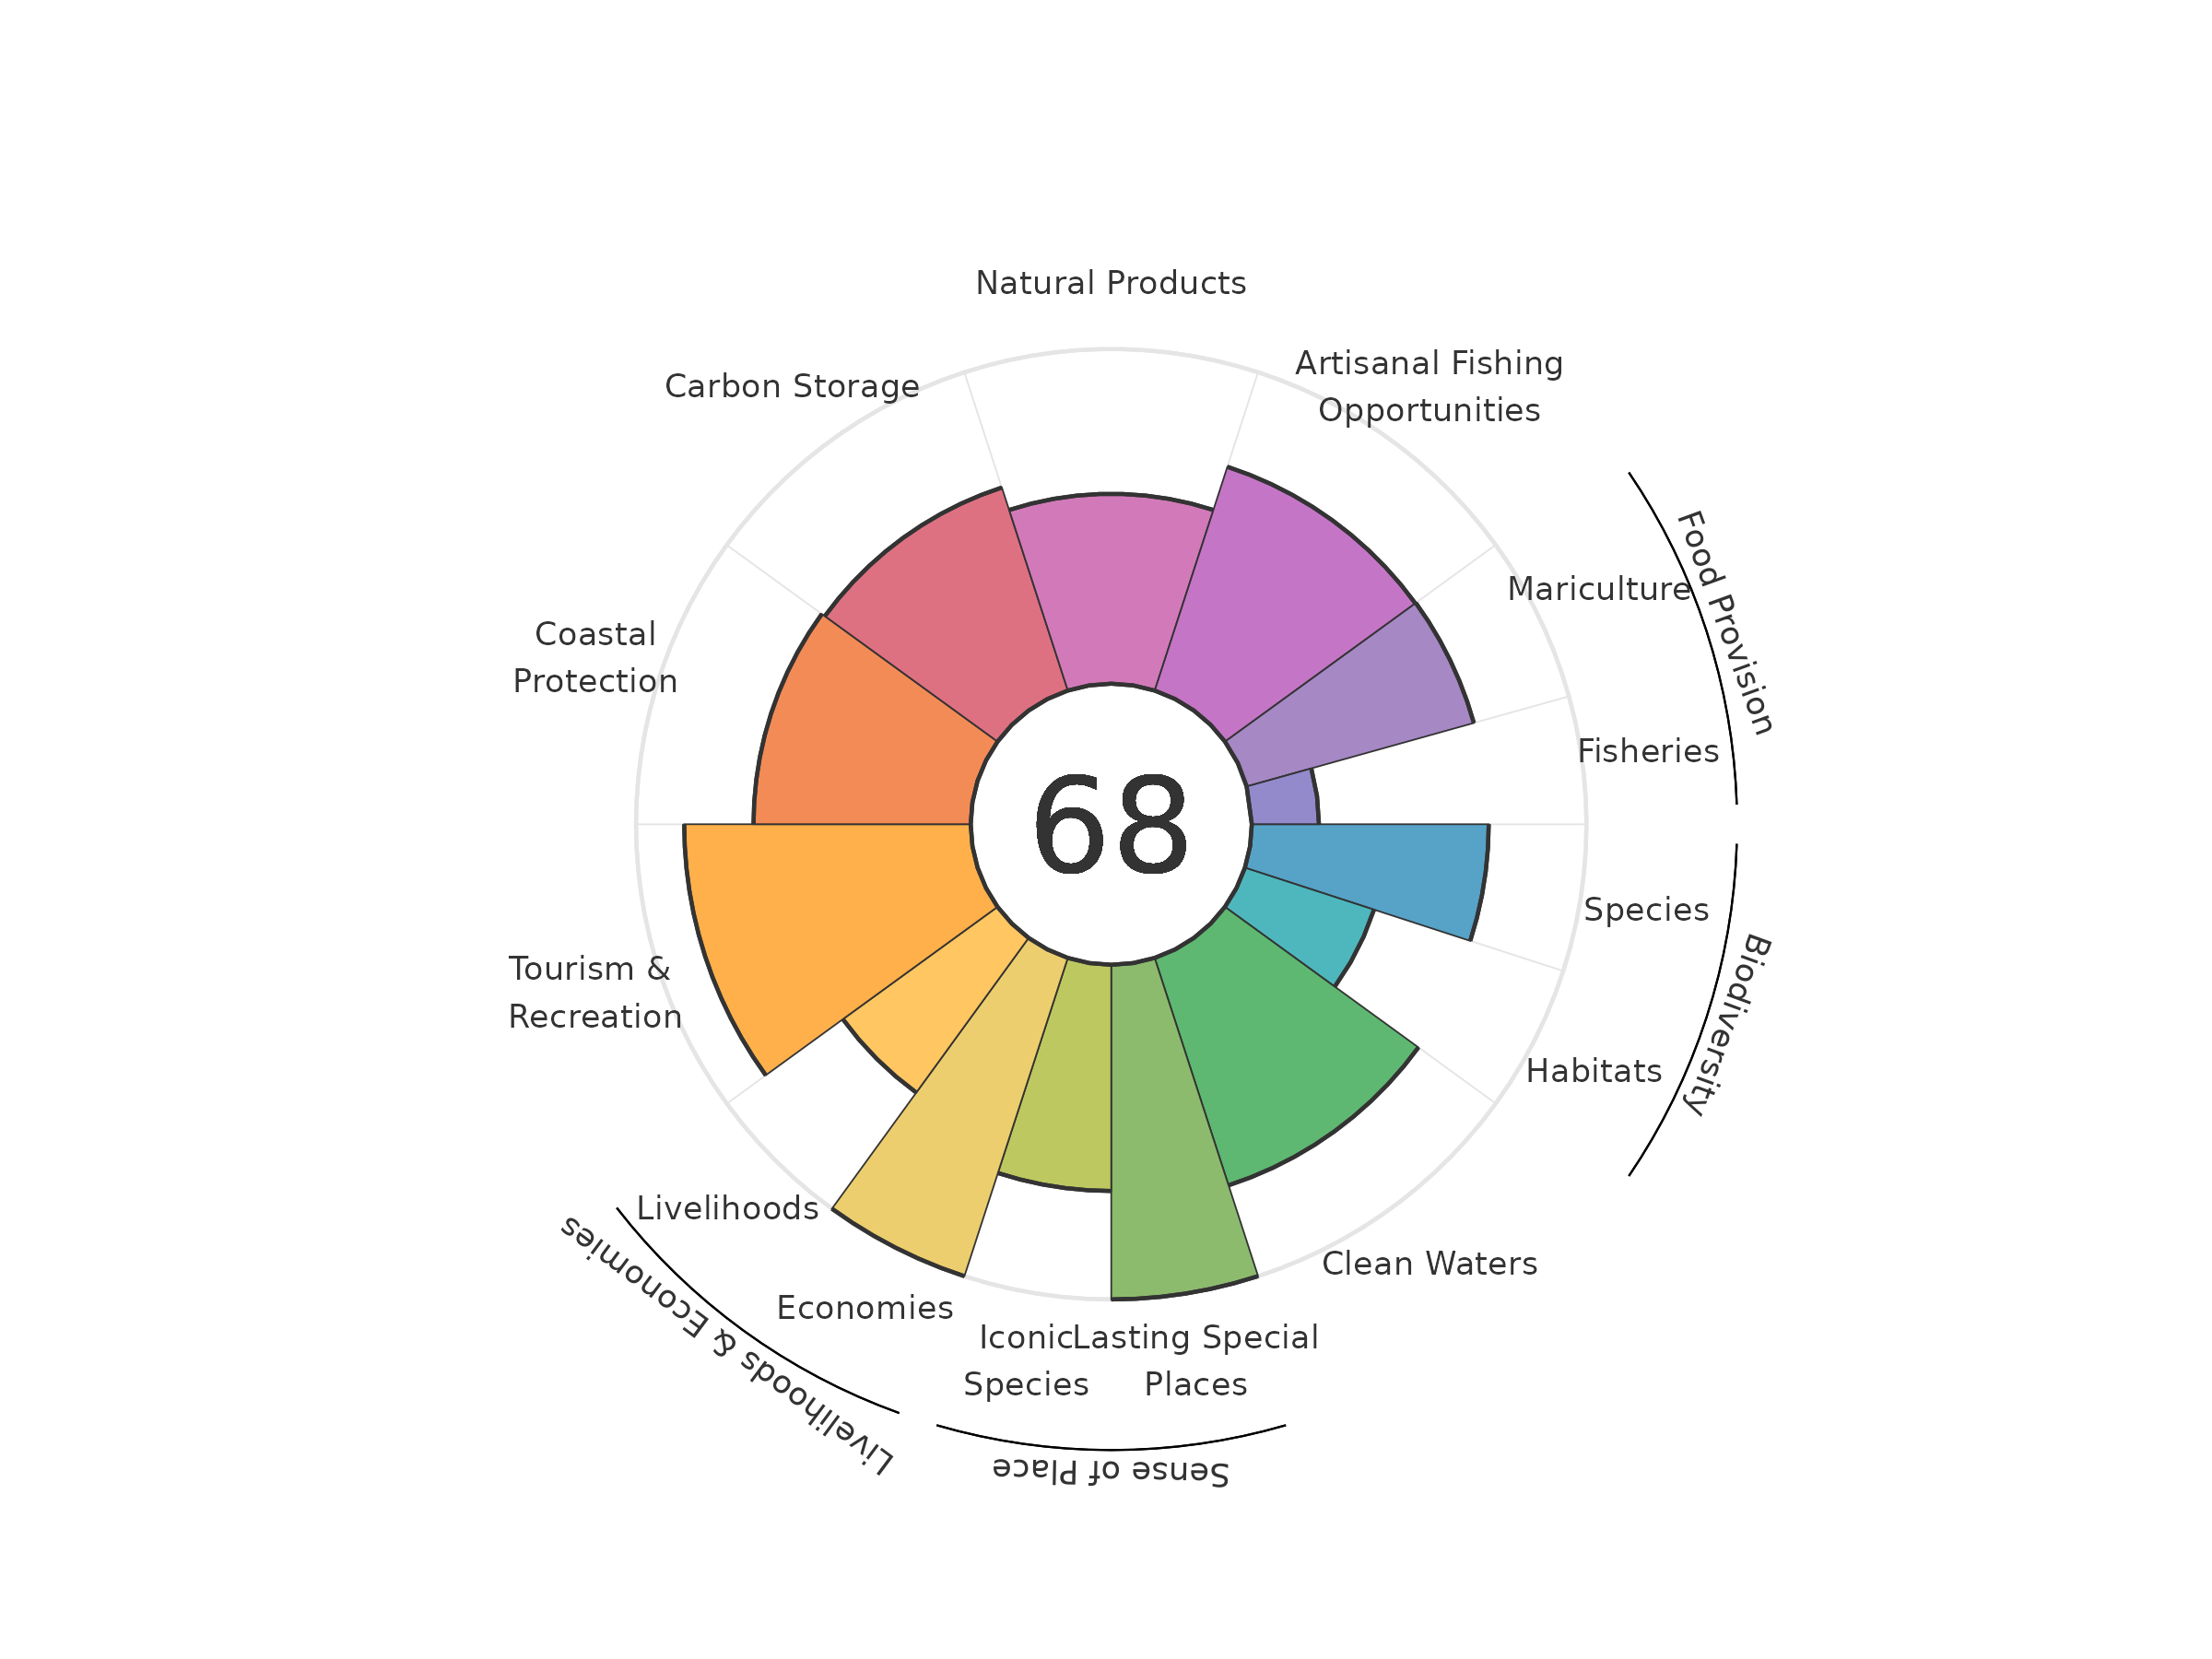 Natural Products
Artisanal Fishing
Opportunities
Carbon Storage
Food Provision
Mariculture
Coastal
Protection
Fisheries
68
Species
Biodiversity
Tourism &
Recreation
Habitats
Livelihoods
Livelihoods & Economies
Clean Waters
Economies
Iconic
Species
Lasting Special
Places
Sense of Place